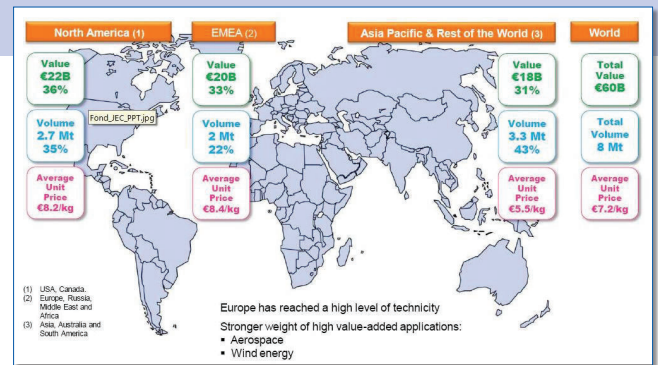 North America (1)
EMEA (2)
Asia Pacific & Rest of the World (3)
World
Value
€22B
36%
Value
€20B
33%
Value
€18B
31%
Total
Value
€60B
Fond_JEC_PPT.jpg
Volume
2.7 Mt
35%
Volume
2 Mt
22%
Volume
3.3 Mt
43%
Total
Volume
8 Mt
Average
Unit
Price
€8.2/kg
Average
Unit
Price
€8.4/kg
Average
Unit
Price
€5.5/kg
Average
Unit
Price
€7.2/kg
(1) USA, Canada.
(2) Europe, Russia,
Middle East and
Africa
(3) Asia, Australia and
South America
Europe has reached a high level of technicity
Stronger weight of high value-added applications:
▪ Aerospace
▪ Wind energy